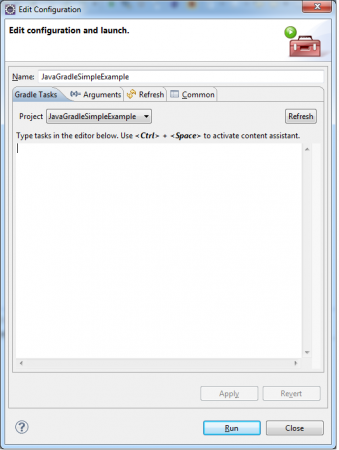 Edit Configuration
Edit configuration and launch.
Name: JavaGradleSimpleExample
Gradle Tasks Arguments Refresh Common
Project JavaGradleSimpleExample Refresh
Type tasks in the editor below. Use <Ctrl> + <Space> to activate content assistant.
Apply Revert
? Run Close